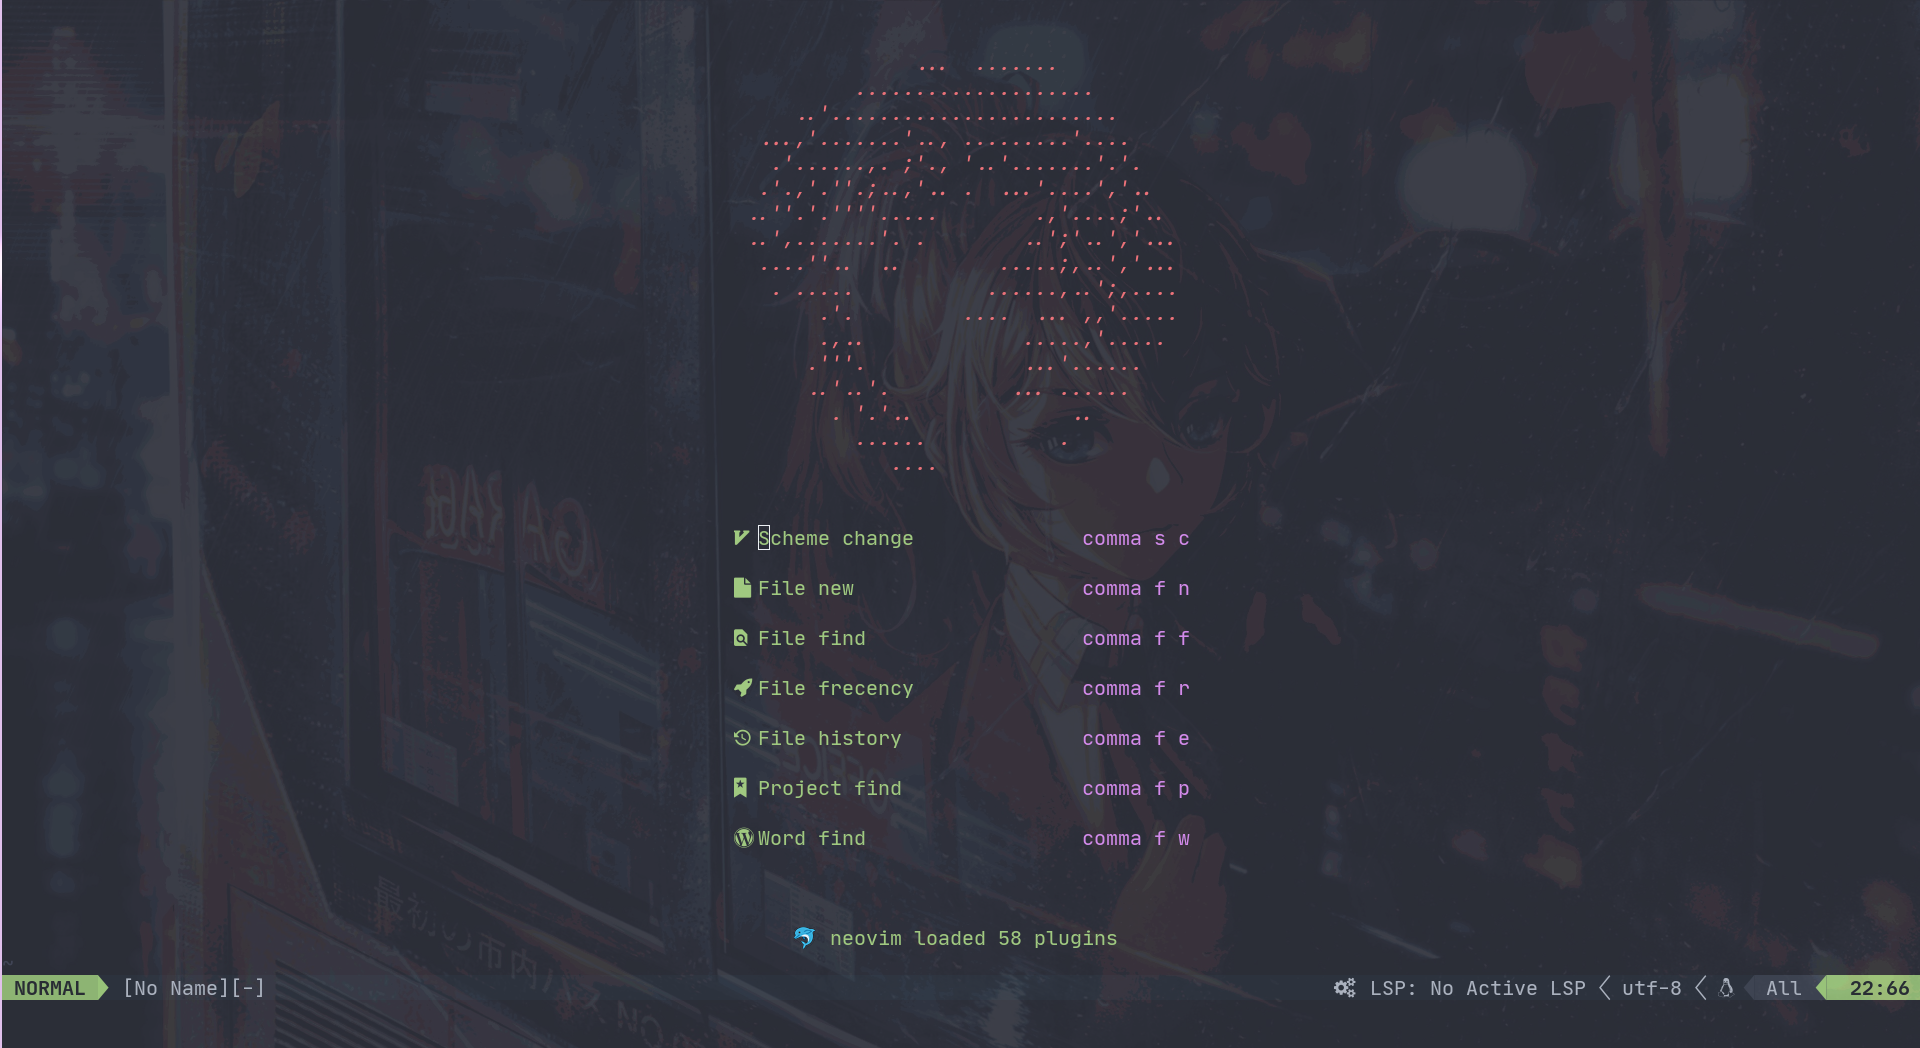 Scheme change comma s c
File new comma f n
File find comma f f
File frecency comma f r
File history comma f e
Project find comma f p
Word find comma f w
🐬 neovim loaded 58 plugins
~
NORMAL [No Name][-] LSP: No Active LSP utf-8 All 22:66